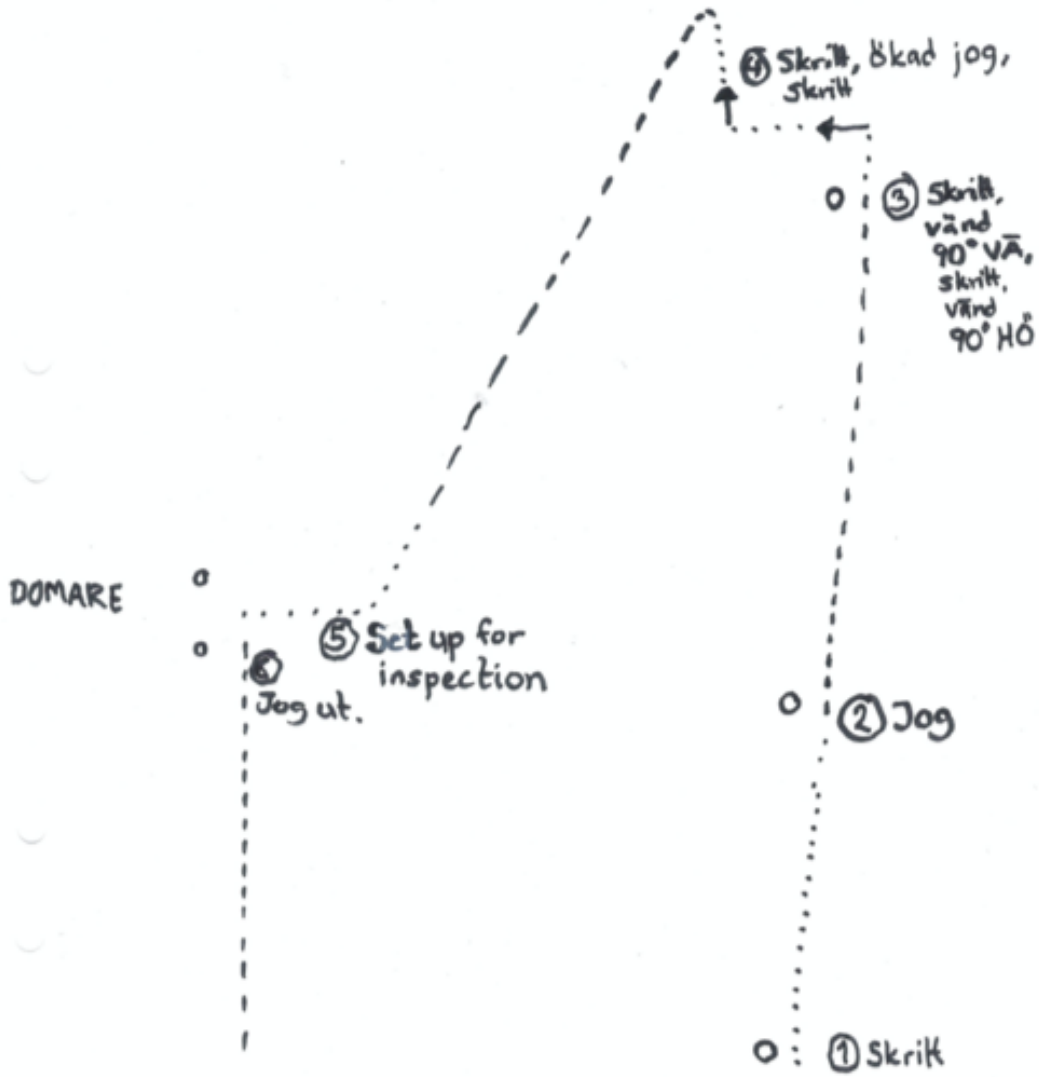 ④ Skritt, ökad jog,
skritt
③ Skritt,
vänd
90° VÄ,
skritt,
vänd
90° HÖ
DOMARE
⑤ Set up for
inspection
⑥
Jog ut.
② Jog
① Skritt